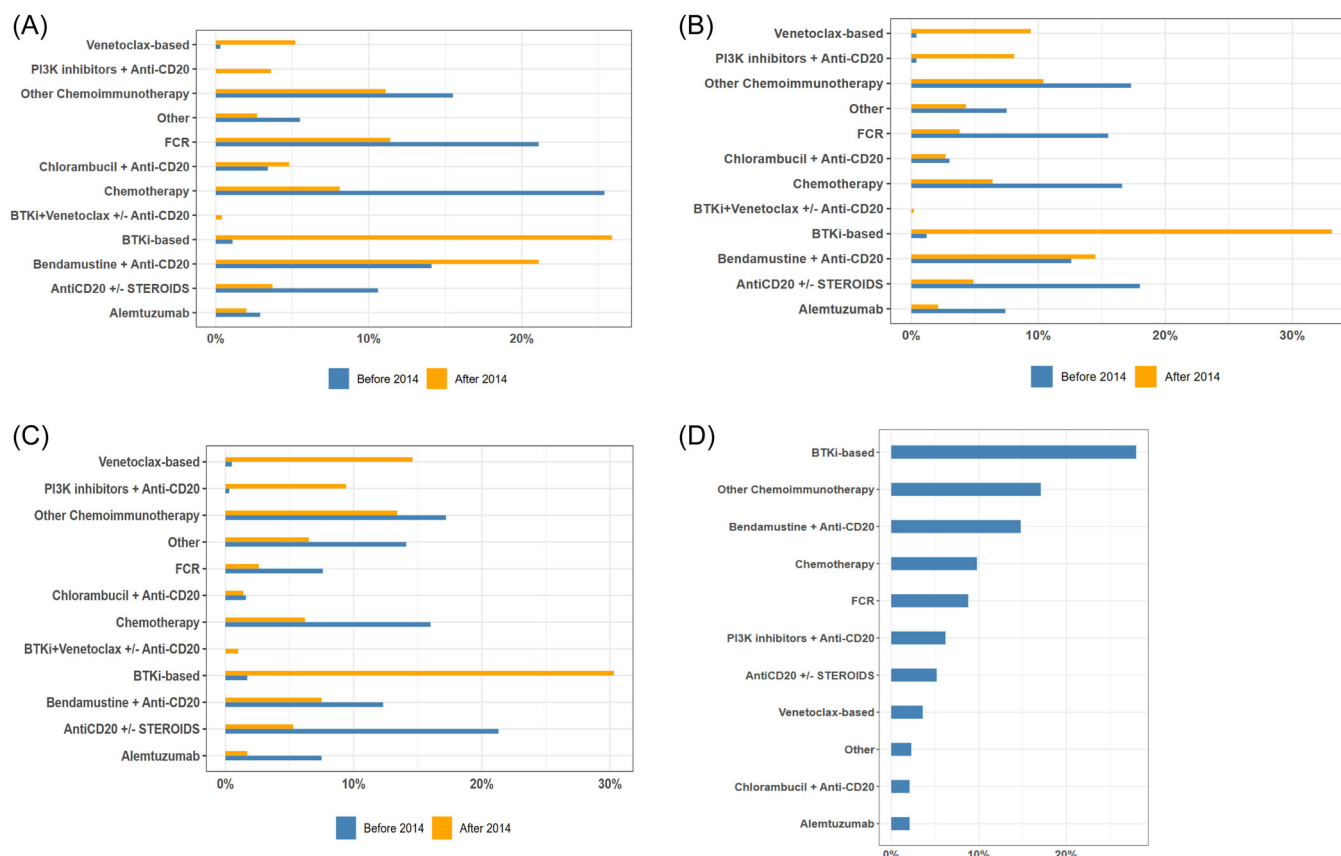 (A)
Venetoclax-based
PI3K inhibitors + Anti-CD20
Other Chemoimmunotherapy
Other
FCR
Chlorambucil + Anti-CD20
Chemotherapy
BTKi+Venetoclax +/- Anti-CD20
BTKi-based
Bendamustine + Anti-CD20
AntiCD20 +/- STEROIDS
Alemtuzumab
0% 10% 20%
Before 2014 After 2014
(B)
Venetoclax-based
PI3K inhibitors + Anti-CD20
Other Chemoimmunotherapy
Other
FCR
Chlorambucil + Anti-CD20
Chemotherapy
BTKi+Venetoclax +/- Anti-CD20
BTKi-based
Bendamustine + Anti-CD20
AntiCD20 +/- STEROIDS
Alemtuzumab
0% 10% 20% 30%
Before 2014 After 2014
(C)
Venetoclax-based
PI3K inhibitors + Anti-CD20
Other Chemoimmunotherapy
Other
FCR
Chlorambucil + Anti-CD20
Chemotherapy
BTKi+Venetoclax +/- Anti-CD20
BTKi-based
Bendamustine + Anti-CD20
AntiCD20 +/- STEROIDS
Alemtuzumab
0% 10% 20% 30%
Before 2014 After 2014
(D)
BTKi-based
Other Chemoimmunotherapy
Bendamustine + Anti-CD20
Chemotherapy
FCR
PI3K inhibitors + Anti-CD20
AntiCD20 +/- STEROIDS
Venetoclax-based
Other
Chlorambucil + Anti-CD20
Alemtuzumab
0% 10% 20%